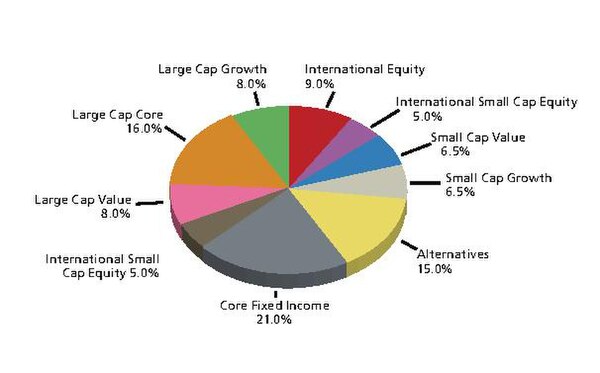 Large Cap Growth
8.0%
International Equity
9.0%
International Small Cap Equity
5.0%
Small Cap Value
6.5%
Small Cap Growth
6.5%
Alternatives
15.0%
Core Fixed Income
21.0%
International Small
Cap Equity 5.0%
Large Cap Value
8.0%
Large Cap Core
16.0%